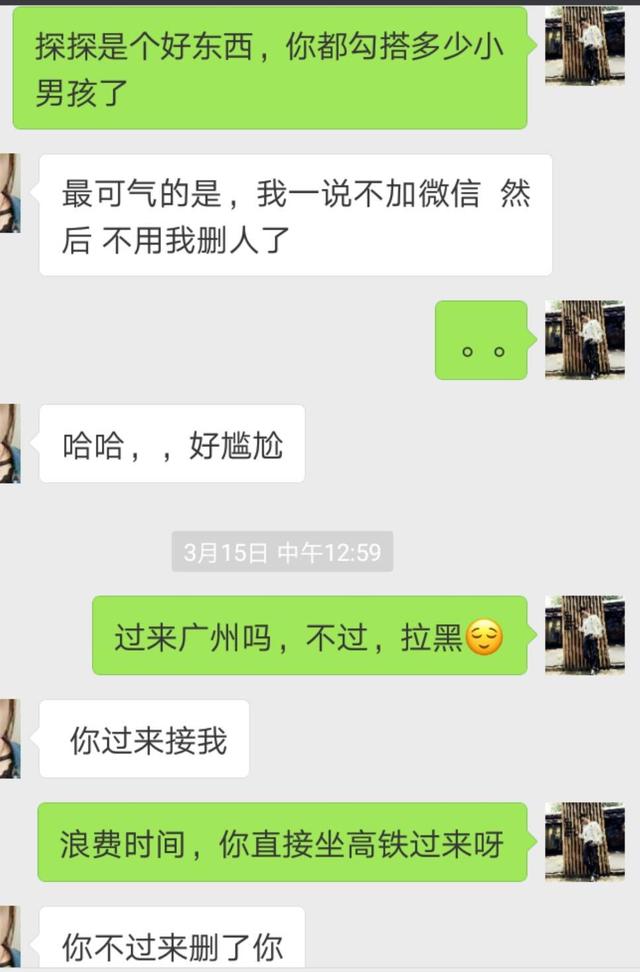 探探是个好东西，你都勾搭多少小
男孩了
最可气的是，我一说不加微信 然
后 不用我删人了
。。
哈哈，，好尴尬
3月15日 中午12:59
过来广州吗，不过，拉黑😌
你过来接我
浪费时间，你直接坐高铁过来呀
你不过来删了你